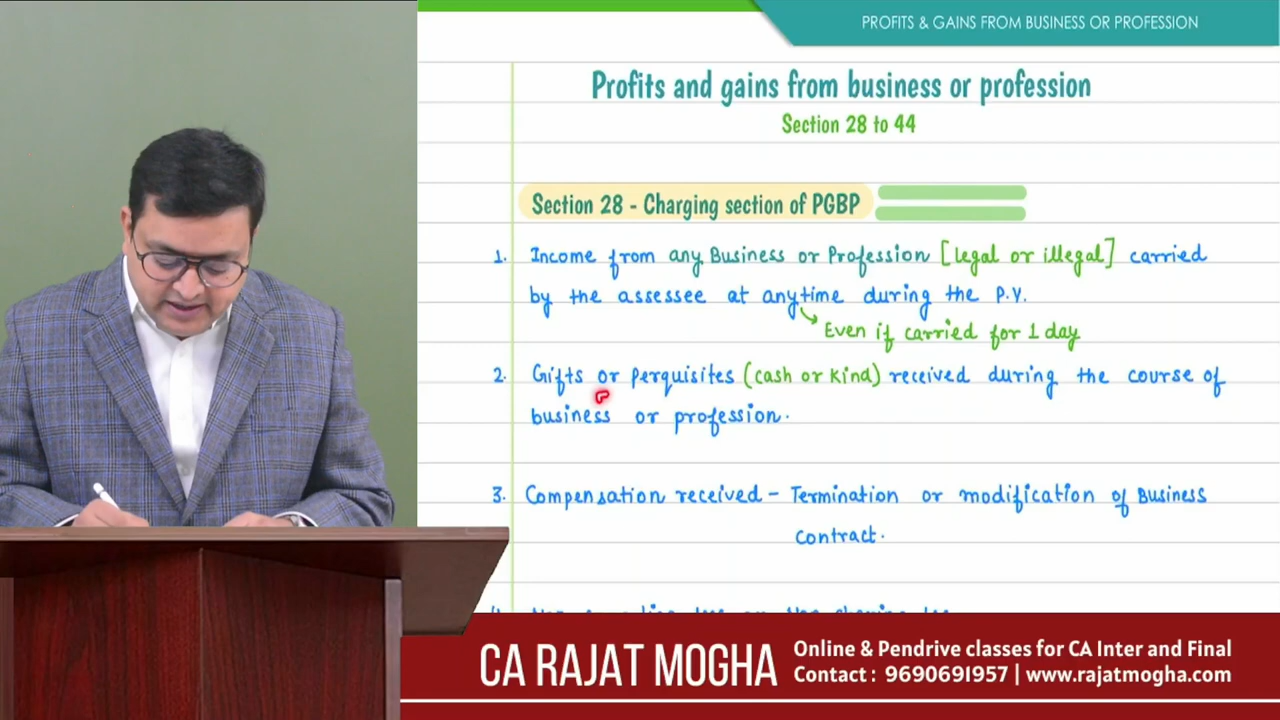 PROFITS & GAINS FROM BUSINESS OR PROFESSION
Profits and gains from business or profession
Section 28 to 44
Section 28 - Charging section of PGBP
1. Income from any Business or Profession [legal or illegal] carried
by the assessee at anytime during the P.Y.
Even if carried for 1 day
2. Gifts or Perquisites (cash or kind) received during the course of
business or profession.
3. Compensation received - Termination or modification of Business
contract.
CA RAJAT MOGHA
Online & Pendrive classes for CA Inter and Final
Contact : 9690691957 | www.rajatmogha.com